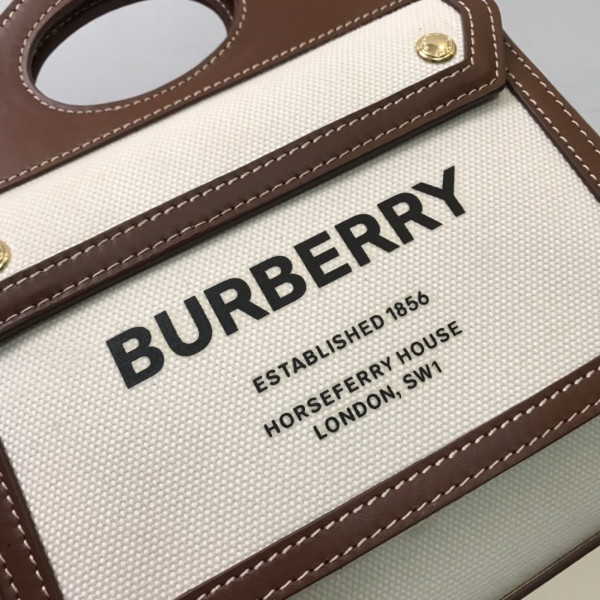 BURBERRY
ESTABLISHED 1856
HORSEFERRY HOUSE
LONDON, SW1